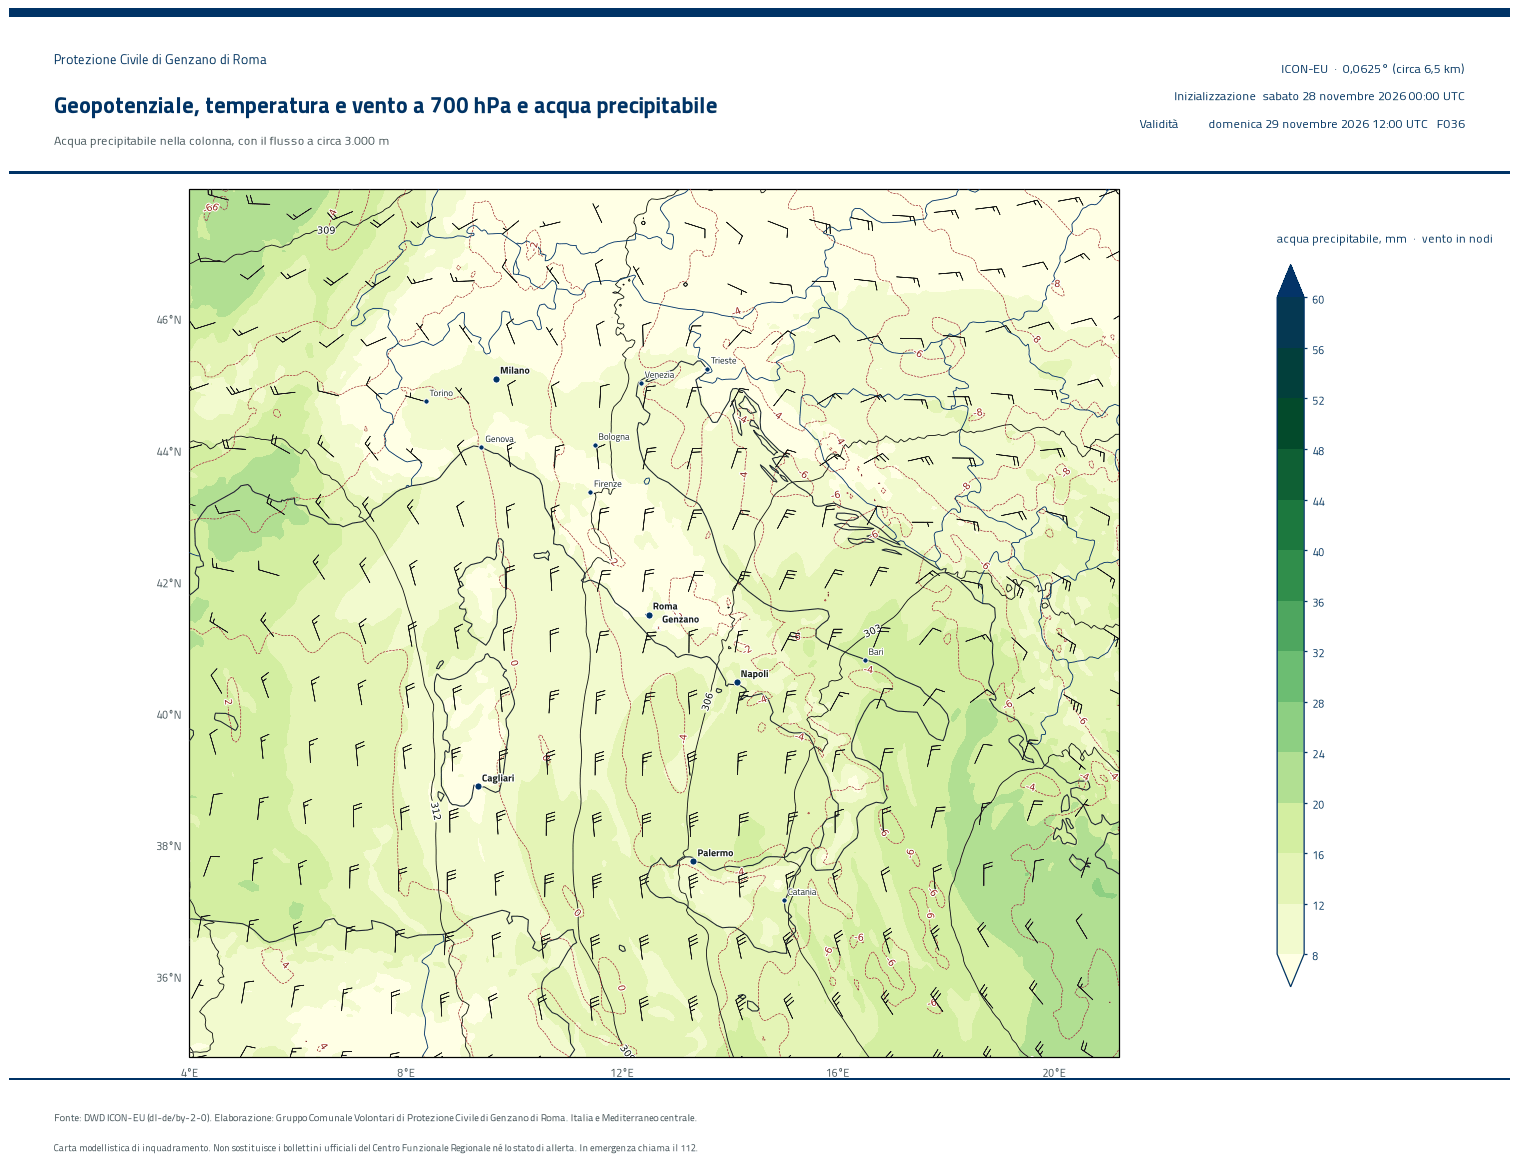 Protezione Civile di Genzano di Roma
Geopotenziale, temperatura e vento a 700 hPa e acqua precipitabile
Acqua precipitabile nella colonna, con il flusso a circa 3.000 m
ICON-EU · 0,0625° (circa 6,5 km)
Inizializzazione sabato 28 novembre 2026 00:00 UTC
Validità domenica 29 novembre 2026 12:00 UTC F036
acqua precipitabile, mm · vento in nodi
60
56
52
48
44
40
36
32
28
24
20
16
12
8
46°N
44°N
42°N
40°N
38°N
36°N
4°E
8°E
12°E
16°E
20°E
Milano
Torino
Venezia
Trieste
Genova
Bologna
Firenze
Roma
Genzano
Napoli
Bari
Cagliari
Palermo
Catania
309
303
306
312
Fonte: DWD ICON-EU (dl-de/by-2-0). Elaborazione: Gruppo Comunale Volontari di Protezione Civile di Genzano di Roma. Italia e Mediterraneo centrale.
Carta modellistica di inquadramento. Non sostituisce i bollettini ufficiali del Centro Funzionale Regionale né lo stato di allerta. In emergenza chiama il 112.